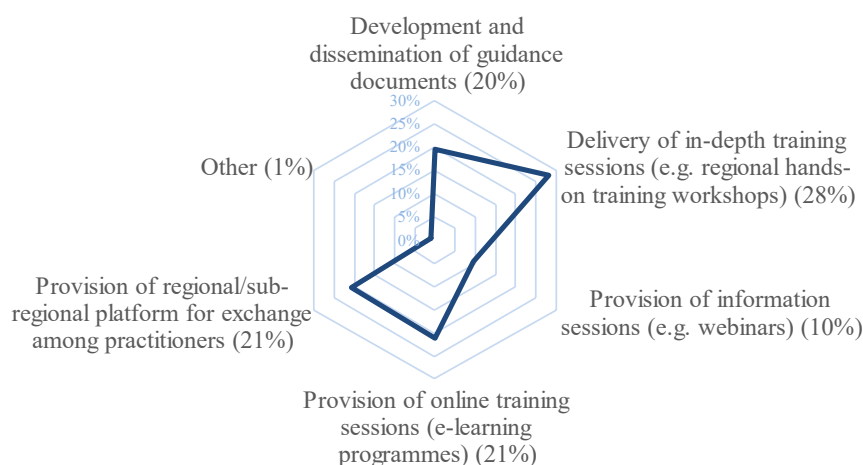 Development and
dissemination of guidance
documents (20%)
30%
25%
20%
15%
10%
5%
0%
Delivery of in-depth training
sessions (e.g. regional hands-
on training workshops) (28%)
Other (1%)
Provision of regional/sub-
regional platform for exchange
among practitioners (21%)
Provision of information
sessions (e.g. webinars) (10%)
Provision of online training
sessions (e-learning
programmes) (21%)